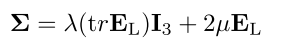 𝚺 = λ(tr𝐄_L)𝐈_3 + 2μ𝐄_L